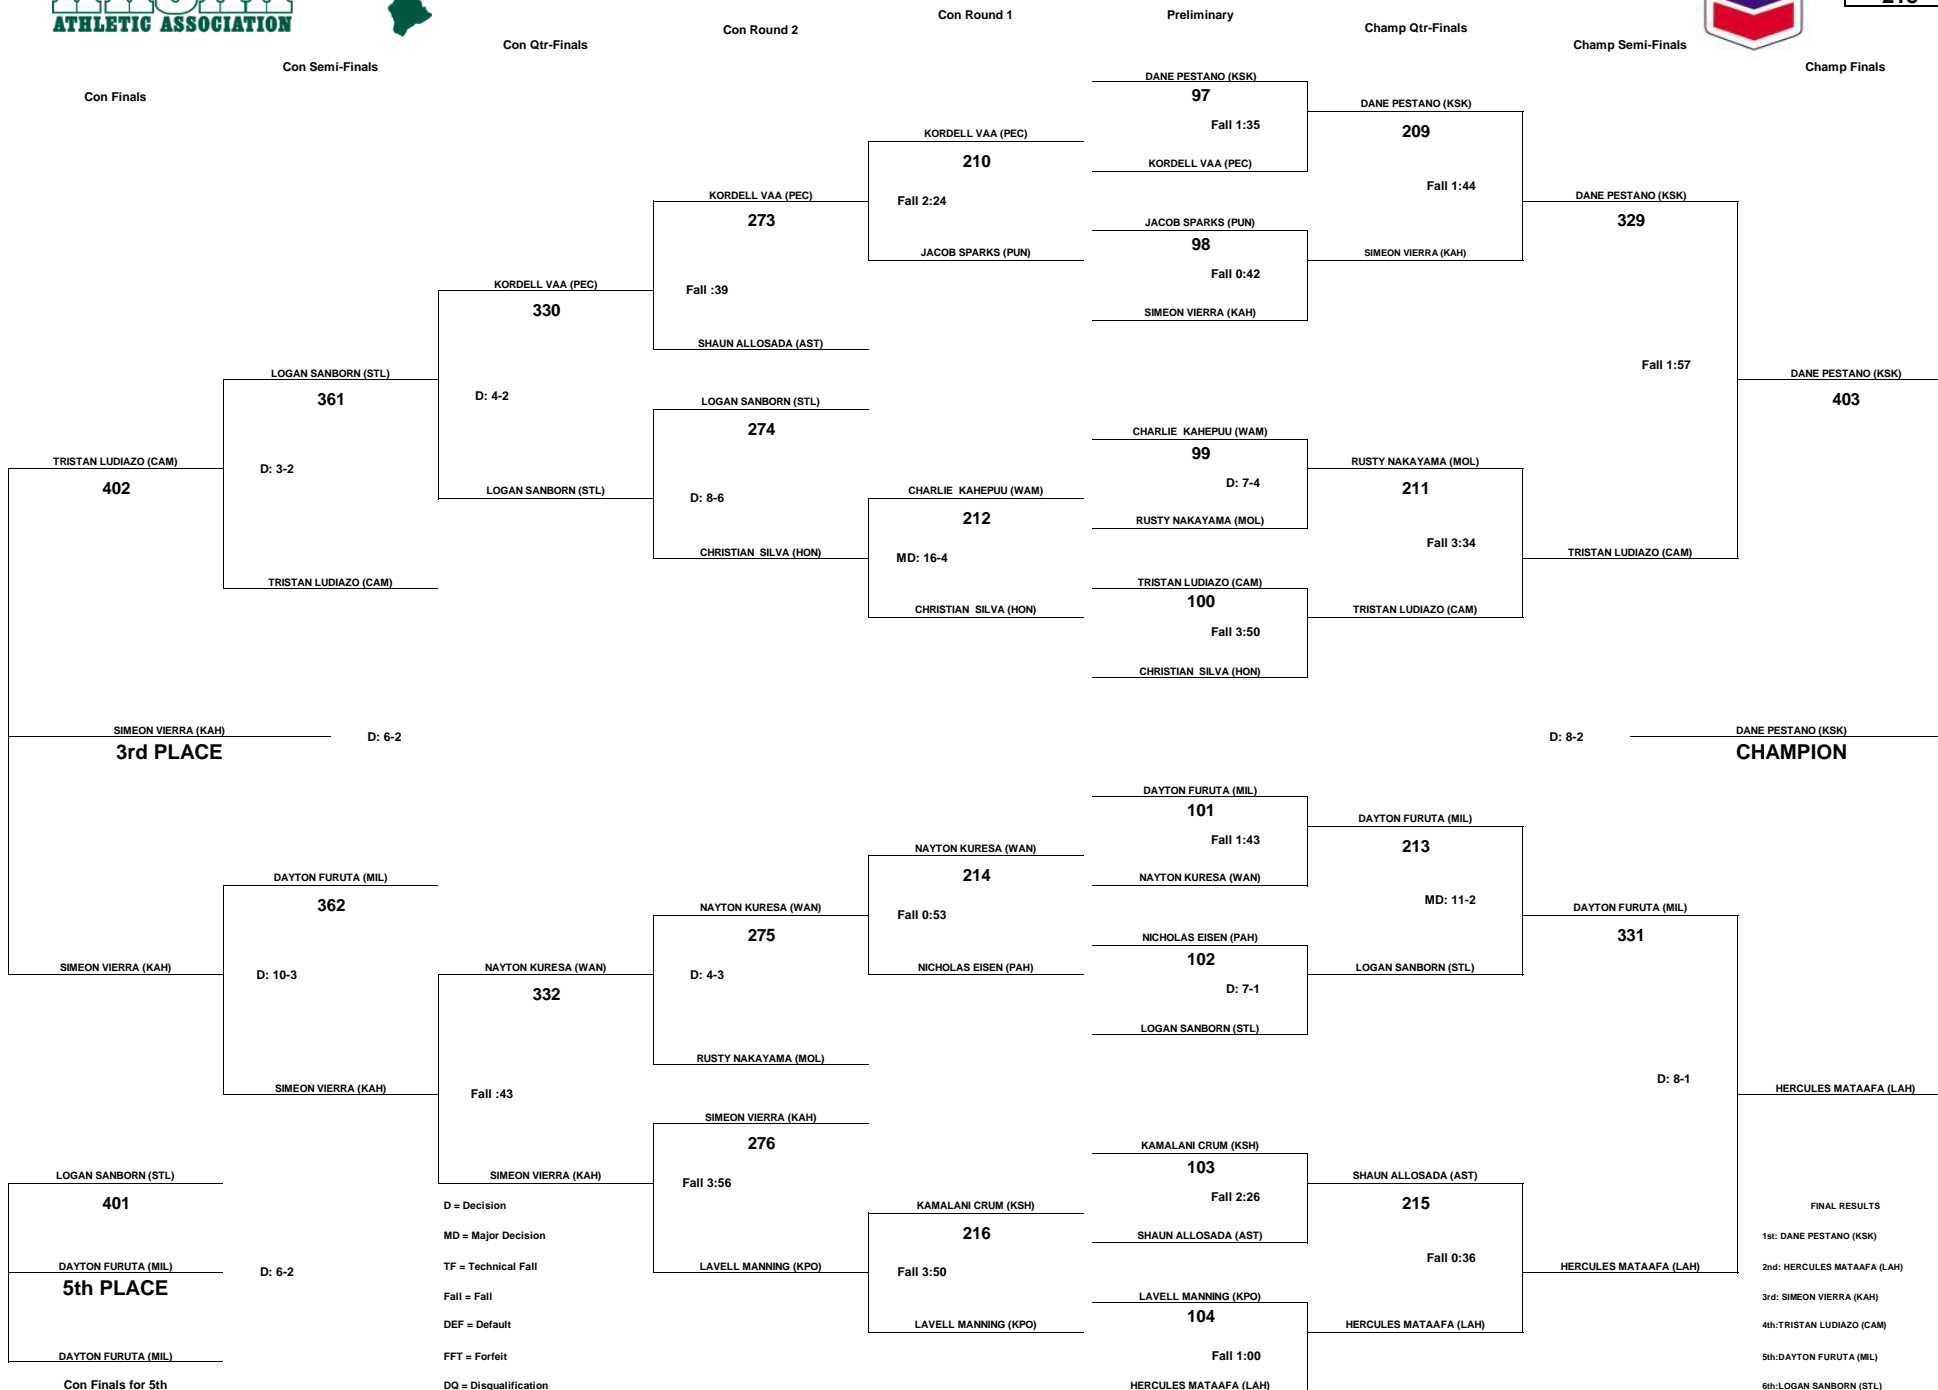 ATHLETIC ASSOCIATION
Con Finals
Con Semi-Finals
Con Qtr-Finals
Con Round 2
Con Round 1
Preliminary
Champ Qtr-Finals
Champ Semi-Finals
Champ Finals
DANE PESTANO (KSK)
97
Fall 1:35
KORDELL VAA (PEC)
JACOB SPARKS (PUN)
98
Fall 0:42
SIMEON VIERRA (KAH)
CHARLIE KAHEPUU (WAM)
99
D: 7-4
RUSTY NAKAYAMA (MOL)
TRISTAN LUDIAZO (CAM)
100
Fall 3:50
CHRISTIAN SILVA (HON)
DANE PESTANO (KSK)
209
Fall 1:44
SIMEON VIERRA (KAH)
RUSTY NAKAYAMA (MOL)
211
Fall 3:34
TRISTAN LUDIAZO (CAM)
DANE PESTANO (KSK)
329
Fall 1:57
TRISTAN LUDIAZO (CAM)
DANE PESTANO (KSK)
403
KORDELL VAA (PEC)
210
Fall 2:24
JACOB SPARKS (PUN)
CHARLIE KAHEPUU (WAM)
212
MD: 16-4
CHRISTIAN SILVA (HON)
KORDELL VAA (PEC)
273
Fall :39
SHAUN ALLOSADA (AST)
LOGAN SANBORN (STL)
274
D: 8-6
CHRISTIAN SILVA (HON)
KORDELL VAA (PEC)
330
D: 4-2
LOGAN SANBORN (STL)
LOGAN SANBORN (STL)
361
D: 3-2
TRISTAN LUDIAZO (CAM)
TRISTAN LUDIAZO (CAM)
402
SIMEON VIERRA (KAH)
3rd PLACE
D: 6-2
D: 8-2
DANE PESTANO (KSK)
CHAMPION
DAYTON FURUTA (MIL)
101
Fall 1:43
NAYTON KURESA (WAN)
NICHOLAS EISEN (PAH)
102
D: 7-1
LOGAN SANBORN (STL)
KAMALANI CRUM (KSH)
103
Fall 2:26
SHAUN ALLOSADA (AST)
LAVELL MANNING (KPO)
104
Fall 1:00
HERCULES MATAAFA (LAH)
DAYTON FURUTA (MIL)
213
MD: 11-2
LOGAN SANBORN (STL)
SHAUN ALLOSADA (AST)
215
Fall 0:36
HERCULES MATAAFA (LAH)
DAYTON FURUTA (MIL)
331
D: 8-1
HERCULES MATAAFA (LAH)
HERCULES MATAAFA (LAH)
NAYTON KURESA (WAN)
214
Fall 0:53
NICHOLAS EISEN (PAH)
KAMALANI CRUM (KSH)
216
Fall 3:50
LAVELL MANNING (KPO)
NAYTON KURESA (WAN)
275
D: 4-3
RUSTY NAKAYAMA (MOL)
SIMEON VIERRA (KAH)
276
Fall 3:56
LAVELL MANNING (KPO)
NAYTON KURESA (WAN)
332
Fall :43
SIMEON VIERRA (KAH)
DAYTON FURUTA (MIL)
362
D: 10-3
SIMEON VIERRA (KAH)
SIMEON VIERRA (KAH)
LOGAN SANBORN (STL)
401
DAYTON FURUTA (MIL)
5th PLACE
D: 6-2
DAYTON FURUTA (MIL)
Con Finals for 5th
D = Decision
MD = Major Decision
TF = Technical Fall
Fall = Fall
DEF = Default
FFT = Forfeit
DQ = Disqualification
FINAL RESULTS
1st: DANE PESTANO (KSK)
2nd: HERCULES MATAAFA (LAH)
3rd: SIMEON VIERRA (KAH)
4th:TRISTAN LUDIAZO (CAM)
5th:DAYTON FURUTA (MIL)
6th:LOGAN SANBORN (STL)